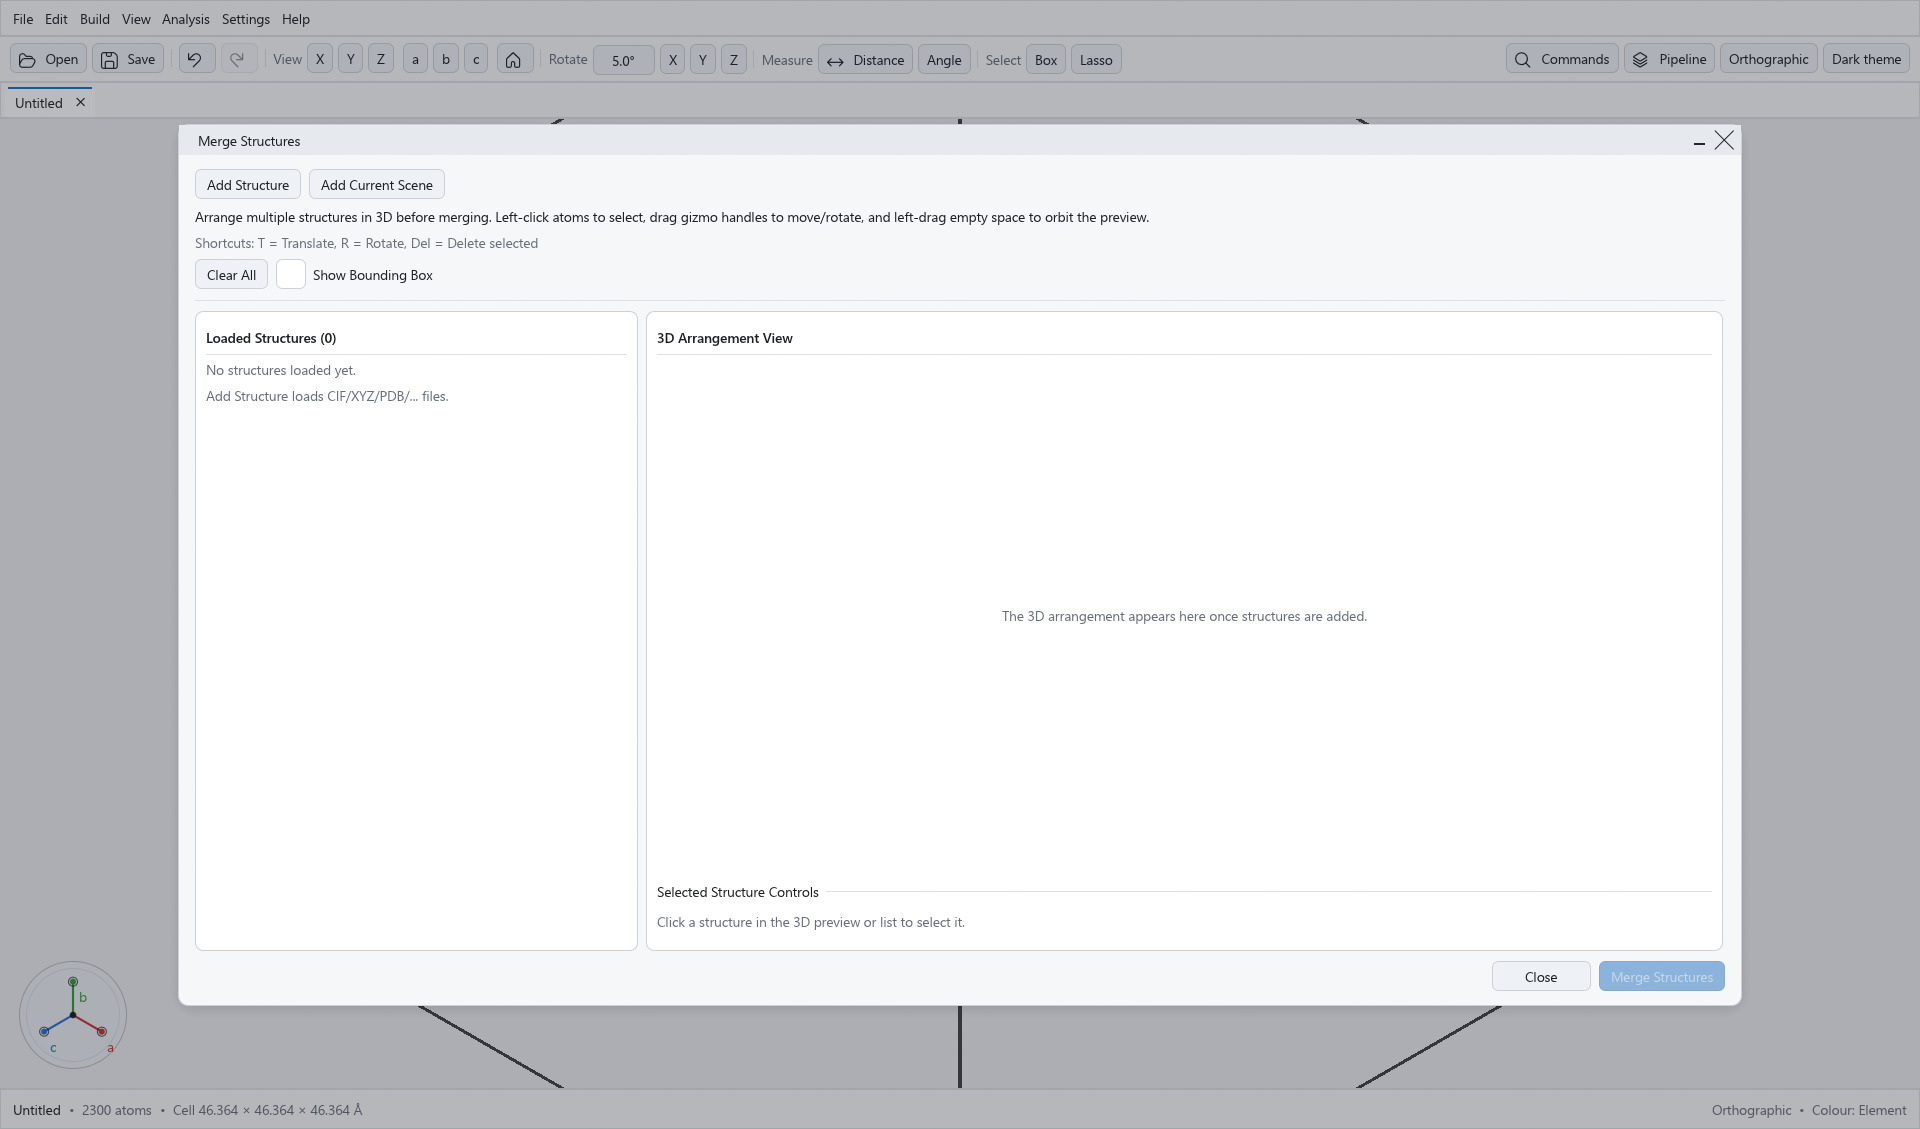 File Edit Build View Analysis Settings Help
Open Save View X Y Z a b c Rotate 5.0° X Y Z Measure Distance Angle Select Box Lasso Commands Pipeline Orthographic Dark theme
Untitled
Merge Structures
Add Structure Add Current Scene
Arrange multiple structures in 3D before merging. Left-click atoms to select, drag gizmo handles to move/rotate, and left-drag empty space to orbit the preview.
Shortcuts: T = Translate, R = Rotate, Del = Delete selected
Clear All Show Bounding Box
Loaded Structures (0)
No structures loaded yet.
Add Structure loads CIF/XYZ/PDB/... files.
3D Arrangement View
The 3D arrangement appears here once structures are added.
Selected Structure Controls
Click a structure in the 3D preview or list to select it.
Close Merge Structures
b
c a
Untitled • 2300 atoms • Cell 46.364 × 46.364 × 46.364 Å Orthographic • Colour: Element